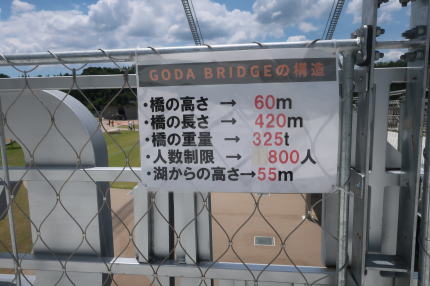 GODA BRIDGEの構造
・橋の高さ → 60m
・橋の長さ → 420m
・橋の重量 → 325t
・人数制限 → 800人
・湖からの高さ→55m